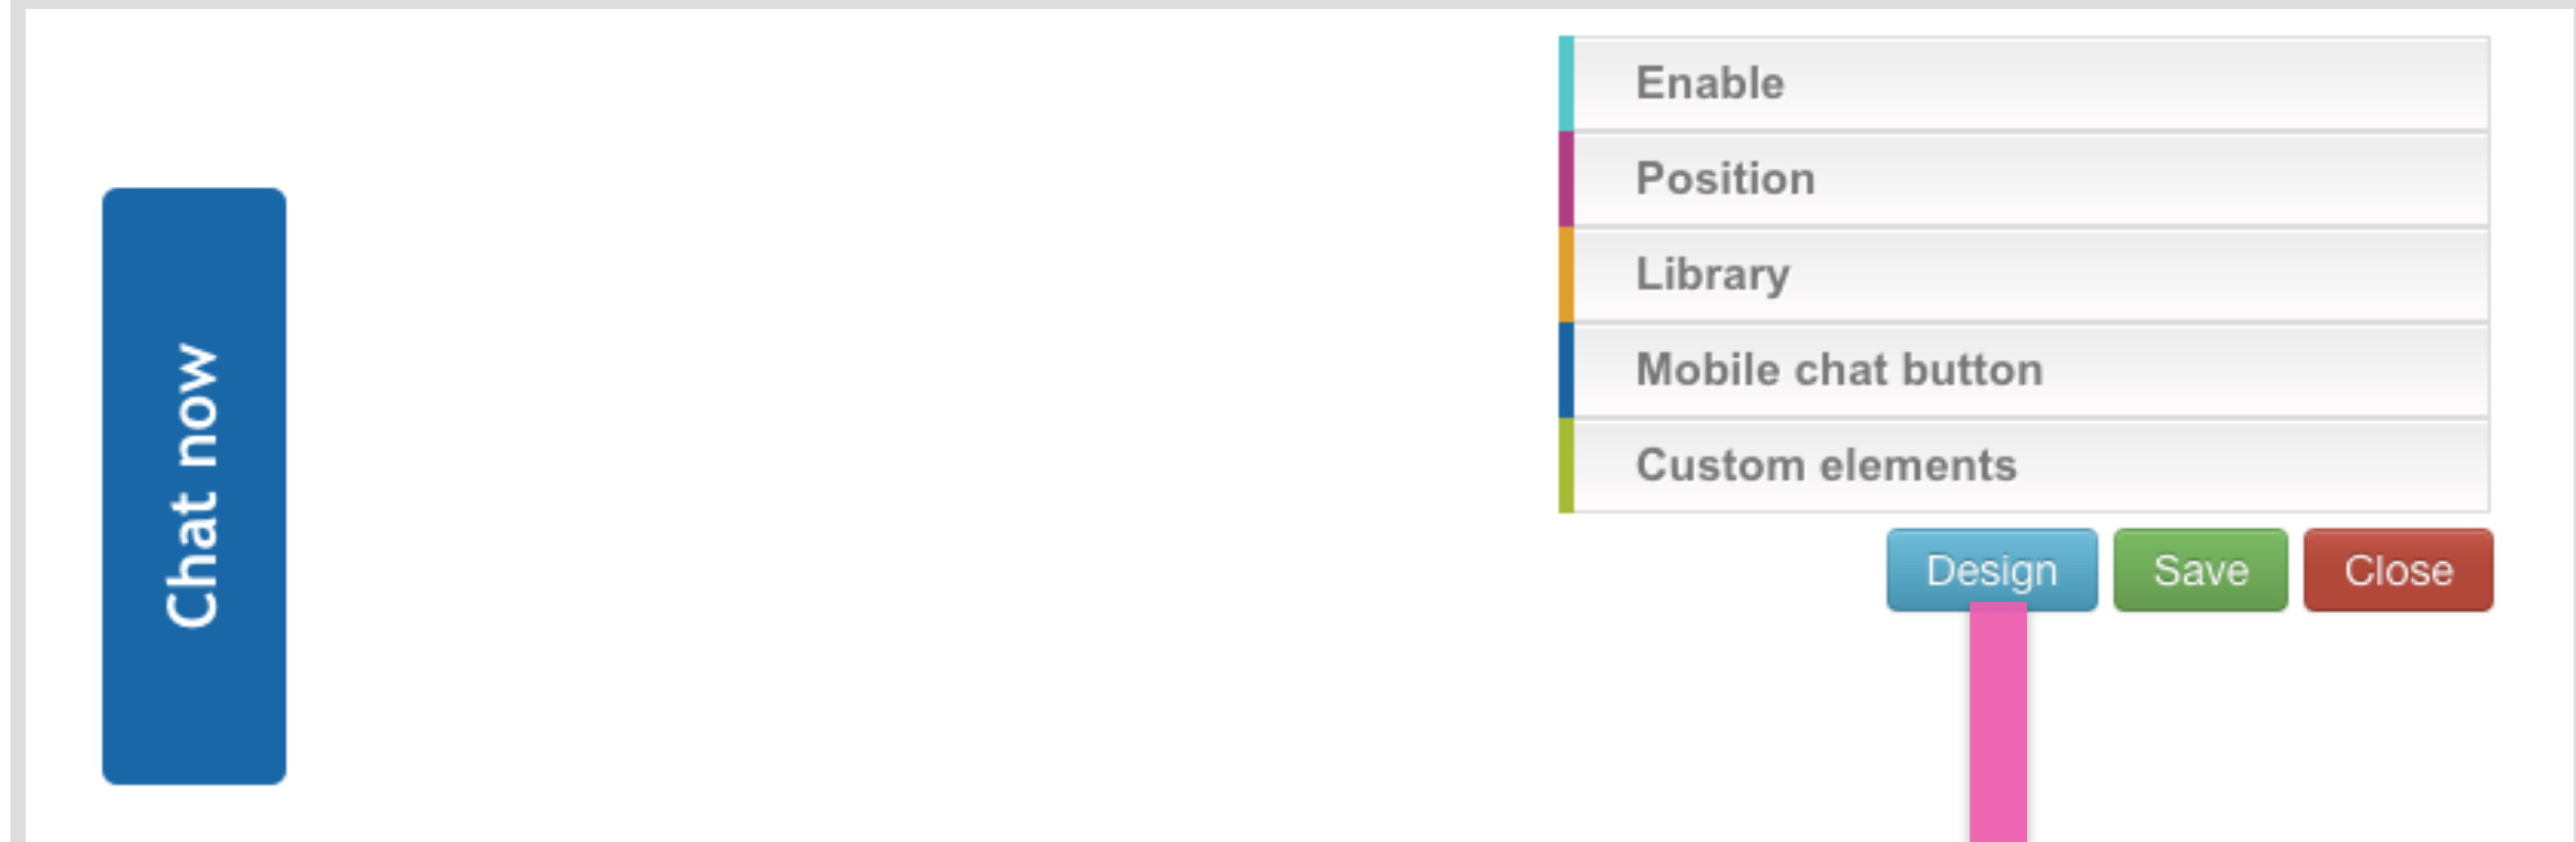 Chat now
Enable
Position
Library
Mobile chat button
Custom elements
Design Save Close